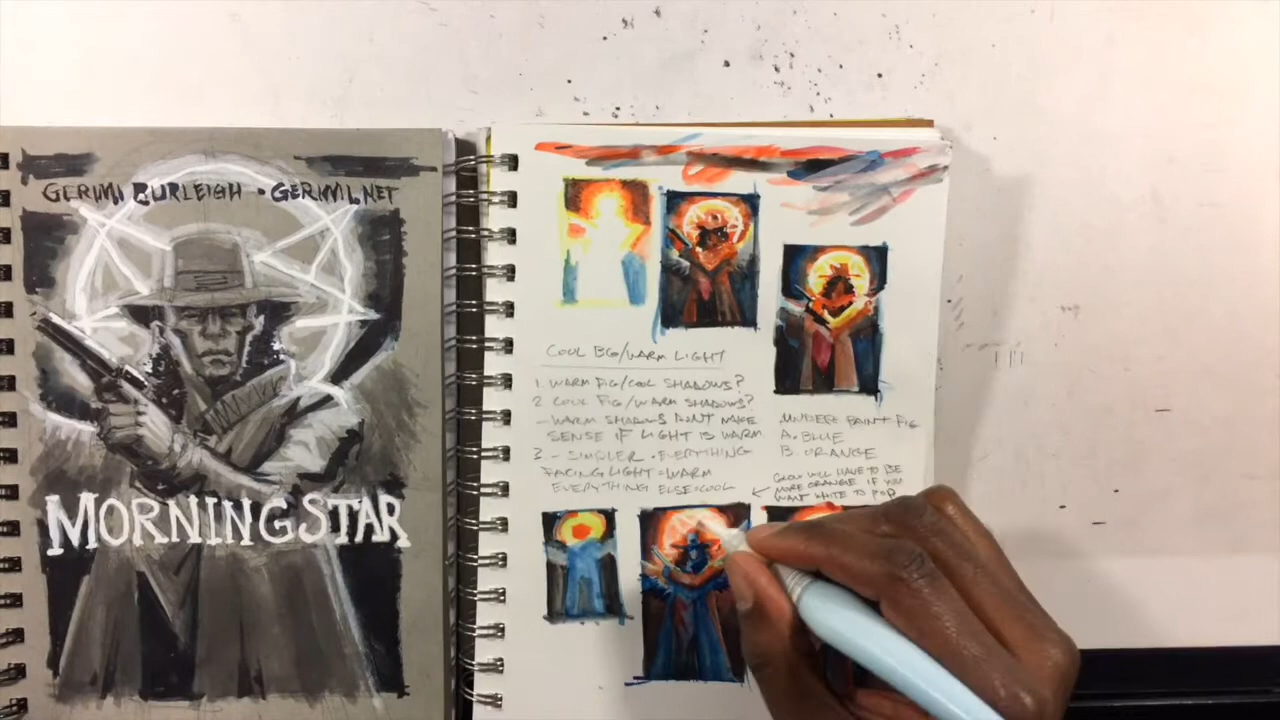 GERIMI BURLEIGH • GERIMI.NET
MORNINGSTAR
COOL BG/WARM LIGHT
1. WARM FIG/COOL SHADOWS?
2 COOL FIG/WARM SHADOWS?
- WARM SHADOWS DON'T MAKE
SENSE IF LIGHT IS WARM
3. - SIMPLER - EVERYTHING
FACING LIGHT = WARM
EVERYTHING ELSE = COOL
UNDER PAINT FIG
A. BLUE
B. ORANGE
GLOW WILL HAVE TO BE
MORE ORANGE IF YOU
WANT WHITE TO POP